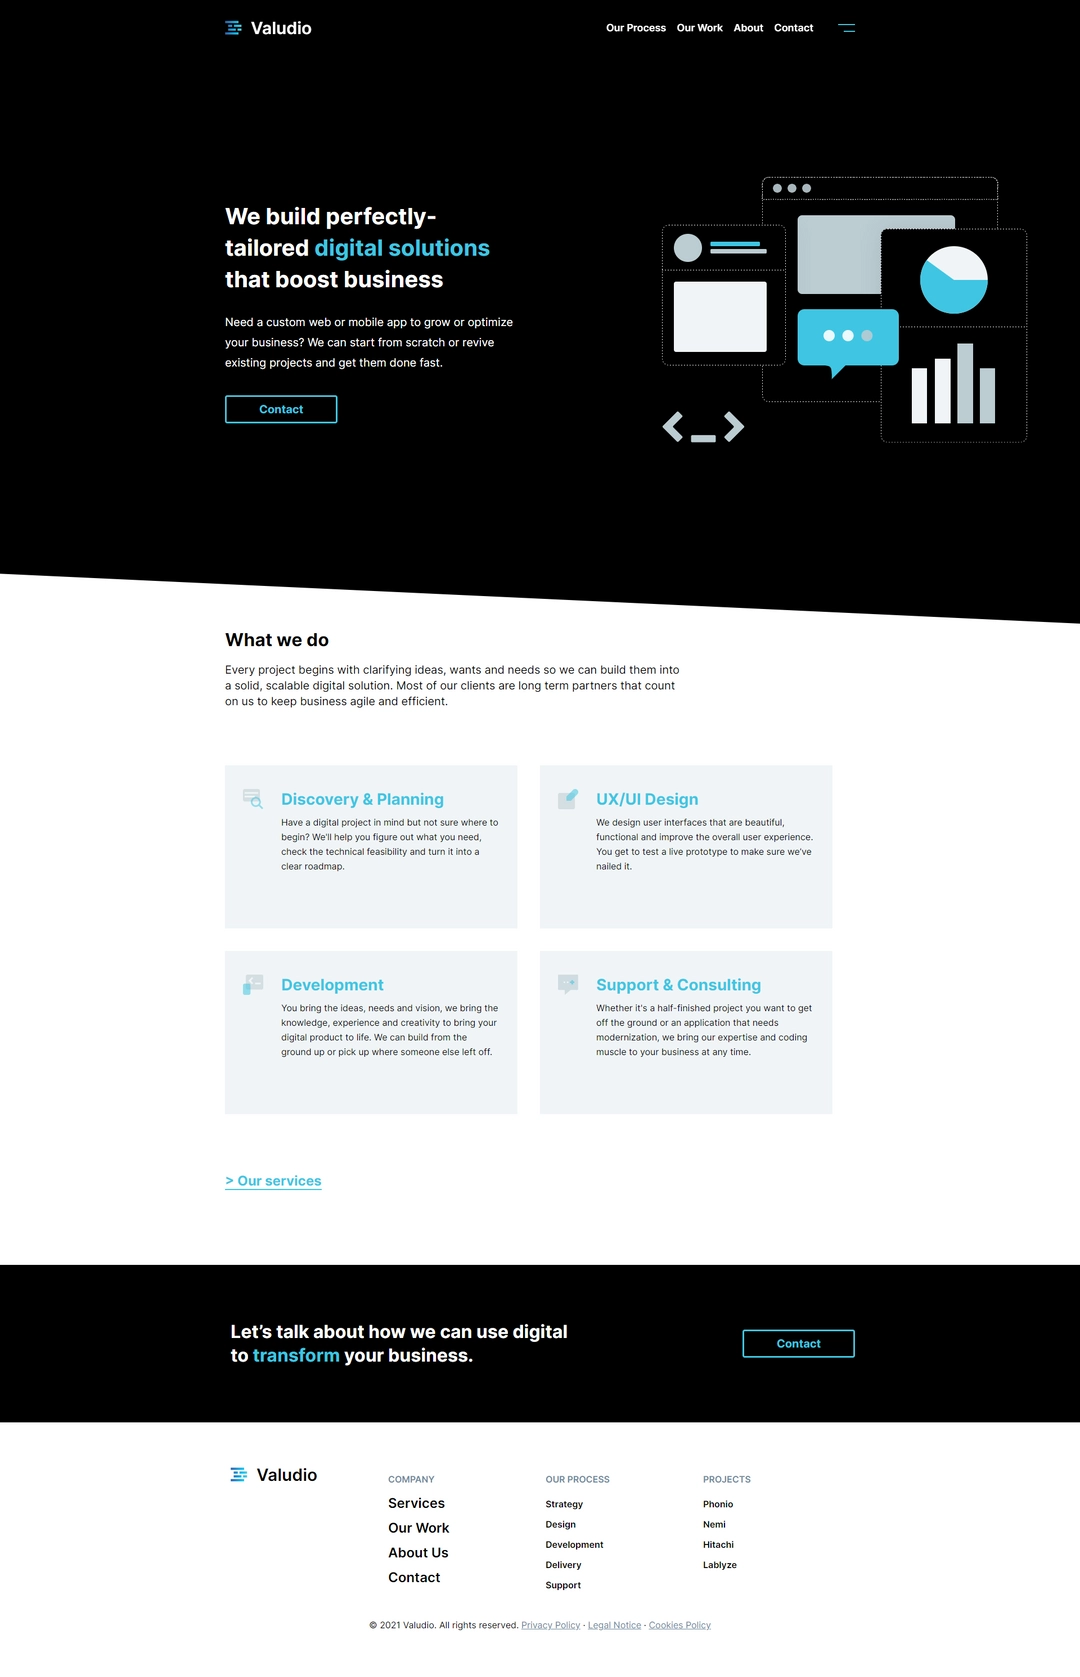 Valudio
Our Process Our Work About Contact
We build perfectly-
tailored digital solutions
that boost business
Need a custom web or mobile app to grow or optimize
your business? We can start from scratch or revive
existing projects and get them done fast.
Contact
What we do
Every project begins with clarifying ideas, wants and needs so we can build them into
a solid, scalable digital solution. Most of our clients are long term partners that count
on us to keep business agile and efficient.
Discovery & Planning
Have a digital project in mind but not sure where to
begin? We'll help you figure out what you need,
check the technical feasibility and turn it into a
clear roadmap.
UX/UI Design
We design user interfaces that are beautiful,
functional and improve the overall user experience.
You get to test a live prototype to make sure we've
nailed it.
Development
You bring the ideas, needs and vision, we bring the
knowledge, experience and creativity to bring your
digital product to life. We can build from the
ground up or pick up where someone else left off.
Support & Consulting
Whether it's a half-finished project you want to get
off the ground or an application that needs
modernization, we bring our expertise and coding
muscle to your business at any time.
> Our services
Let's talk about how we can use digital
to transform your business.
Contact
Valudio
COMPANY
Services
Our Work
About Us
Contact
OUR PROCESS
Strategy
Design
Development
Delivery
Support
PROJECTS
Phonio
Nemi
Hitachi
Lablyze
© 2021 Valudio. All rights reserved. Privacy Policy · Legal Notice · Cookies Policy